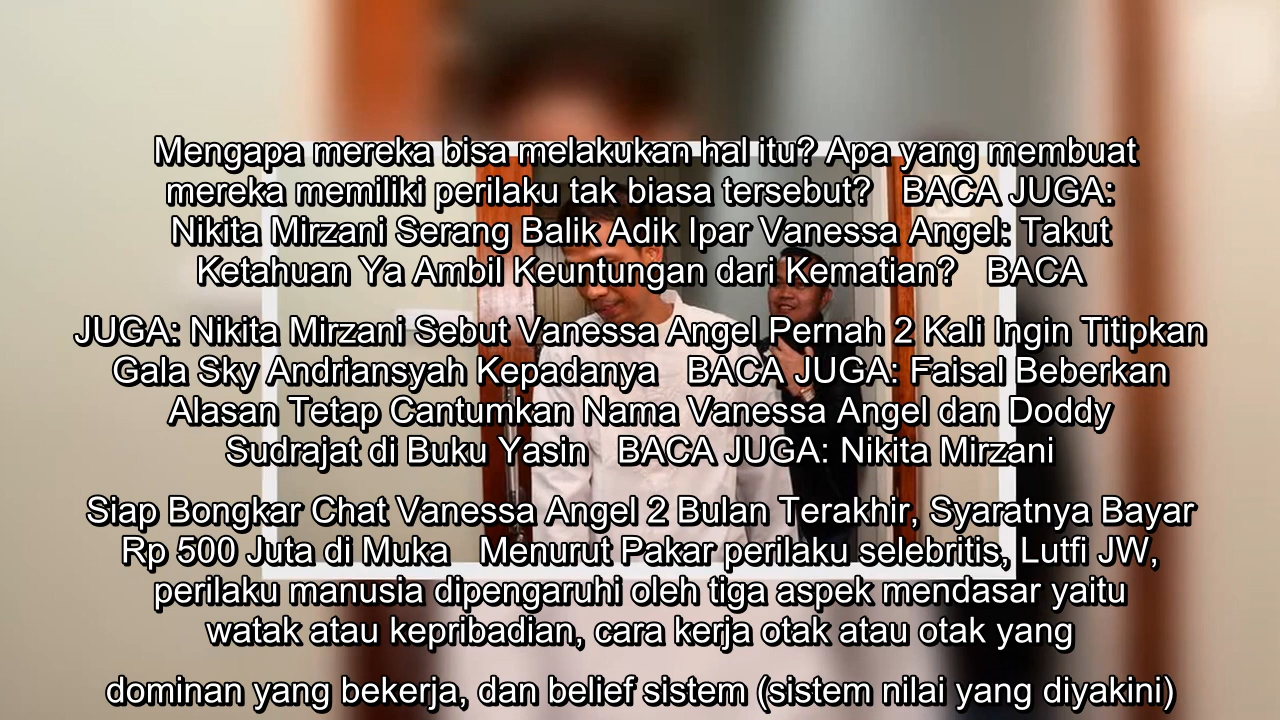 Mengapa mereka bisa melakukan hal itu? Apa yang membuat
mereka memiliki perilaku tak biasa tersebut?   BACA JUGA:
Nikita Mirzani Serang Balik Adik Ipar Vanessa Angel: Takut
Ketahuan Ya Ambil Keuntungan dari Kematian?   BACA
JUGA: Nikita Mirzani Sebut Vanessa Angel Pernah 2 Kali Ingin Titipkan
Gala Sky Andriansyah Kepadanya   BACA JUGA: Faisal Beberkan
Alasan Tetap Cantumkan Nama Vanessa Angel dan Doddy
Sudrajat di Buku Yasin   BACA JUGA: Nikita Mirzani
Siap Bongkar Chat Vanessa Angel 2 Bulan Terakhir, Syaratnya Bayar
Rp 500 Juta di Muka   Menurut Pakar perilaku selebritis, Lutfi JW,
perilaku manusia dipengaruhi oleh tiga aspek mendasar yaitu
watak atau kepribadian, cara kerja otak atau otak yang
dominan yang bekerja, dan belief sistem (sistem nilai yang diyakini)